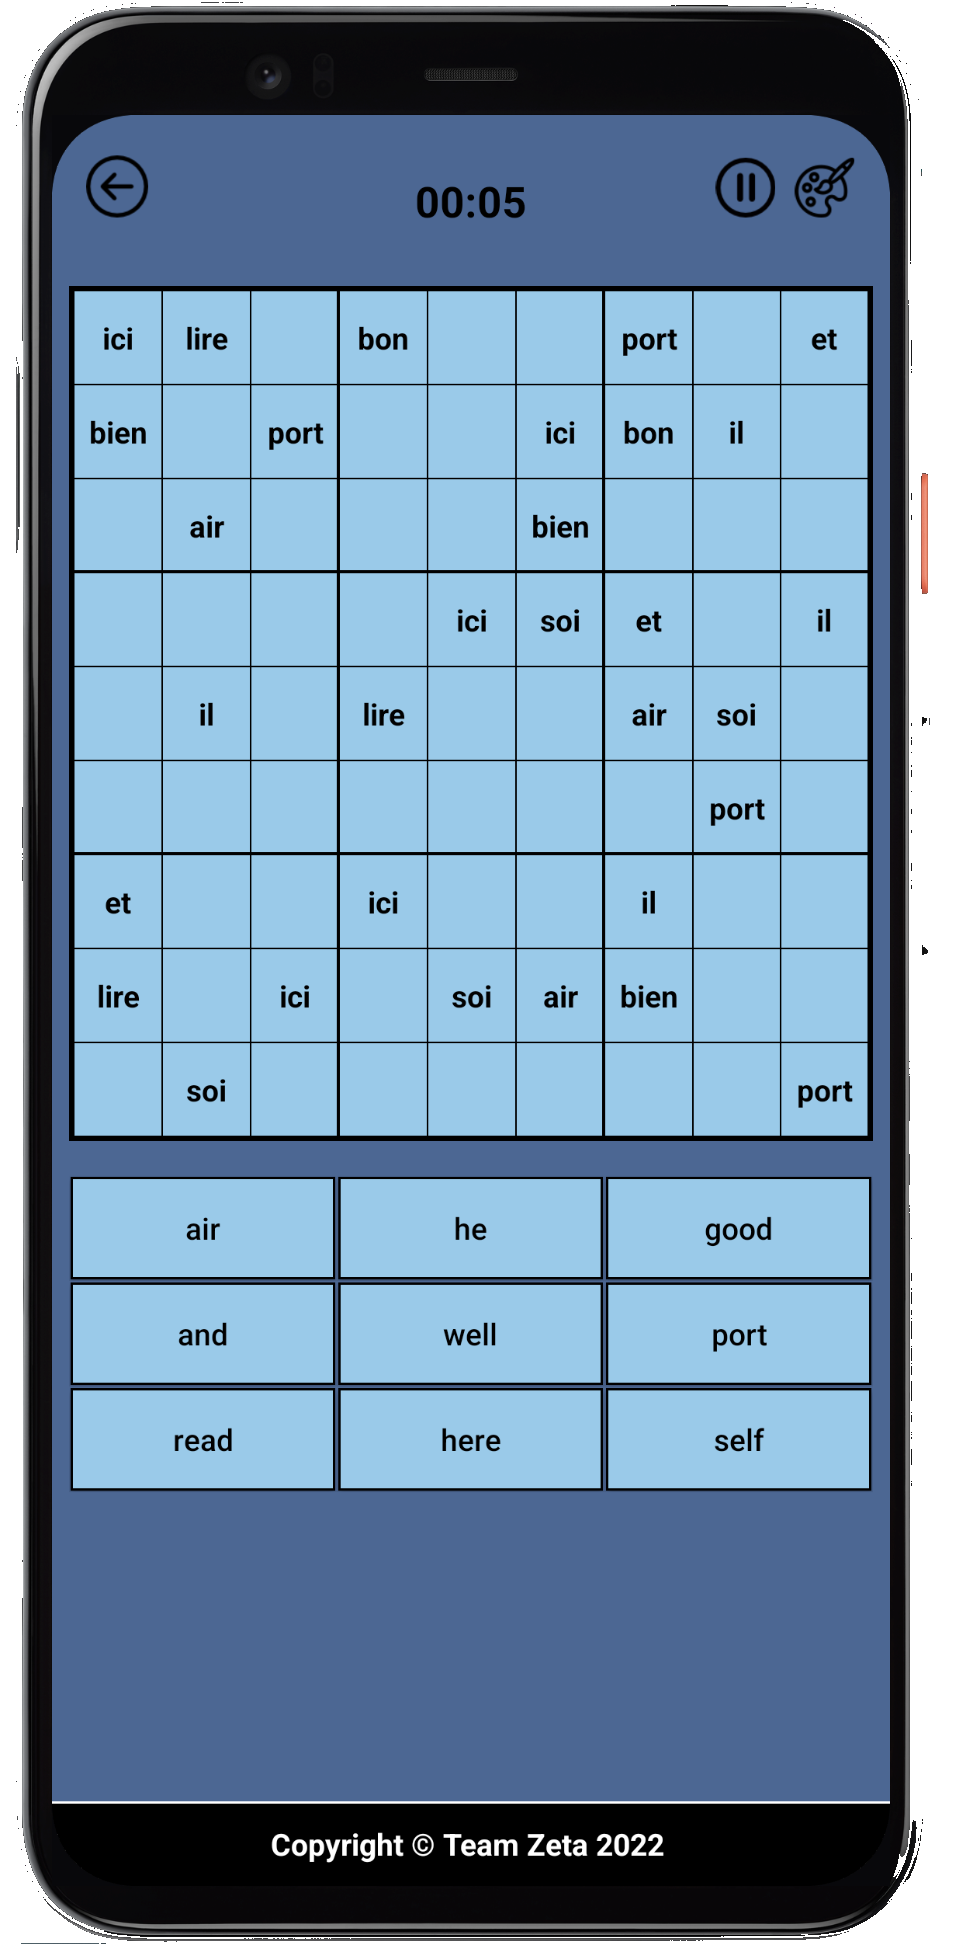 00:05
ici lire bon port et
bien port ici bon il
air bien
ici soi et il
il lire air soi
port
et ici il
lire ici soi air bien
soi port
air he good
and well port
read here self
Copyright © Team Zeta 2022